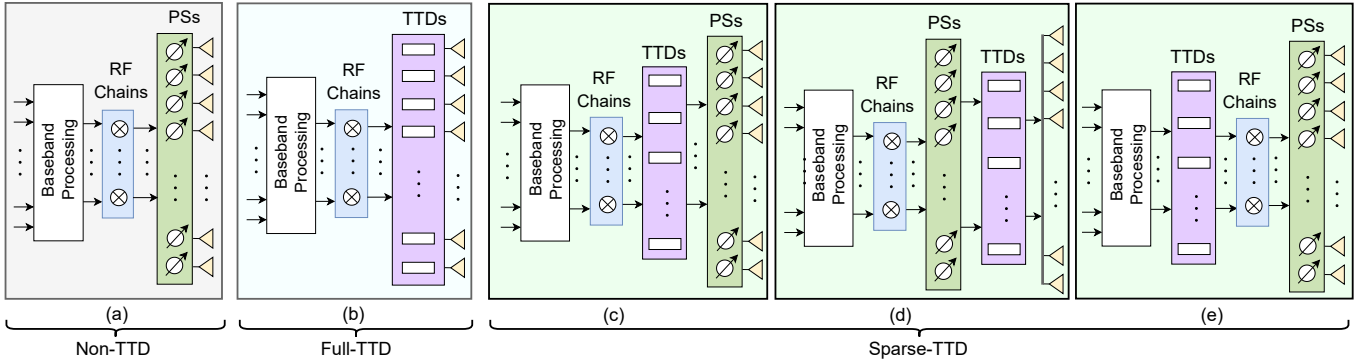 PSs
RF
Chains
Baseband
Processing
(a)
Non-TTD
TTDs
RF
Chains
Baseband
Processing
(b)
Full-TTD
PSs
TTDs
RF
Chains
Baseband
Processing
(c)
PSs
TTDs
RF
Chains
Baseband
Processing
(d)
PSs
TTDs
RF
Chains
Baseband
Processing
(e)
Sparse-TTD